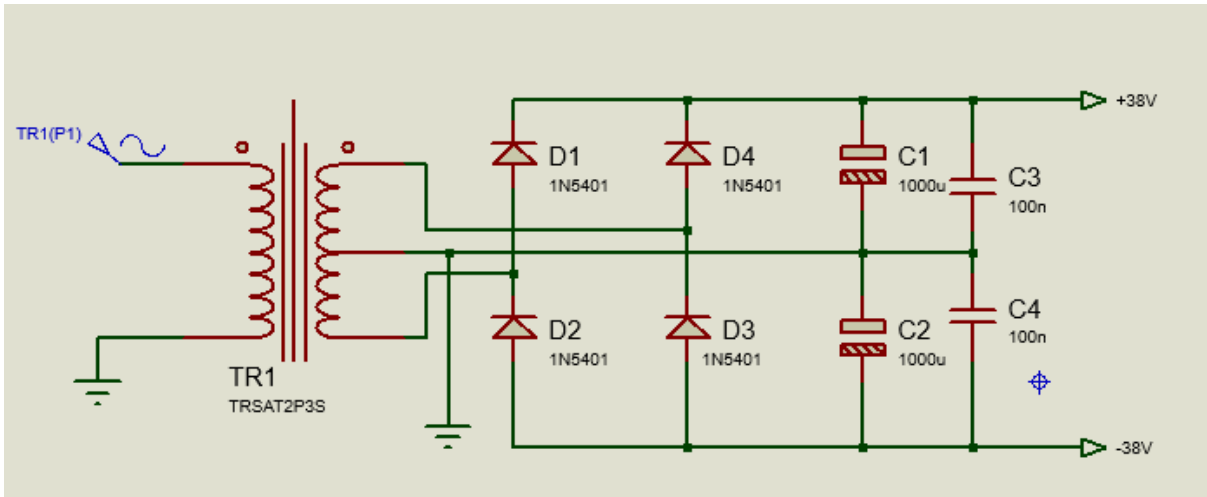 TR1(P1)
TR1
TRSAT2P3S
D1
1N5401
D4
1N5401
D2
1N5401
D3
1N5401
C1
1000u
C3
100n
C2
1000u
C4
100n
+38V
-38V